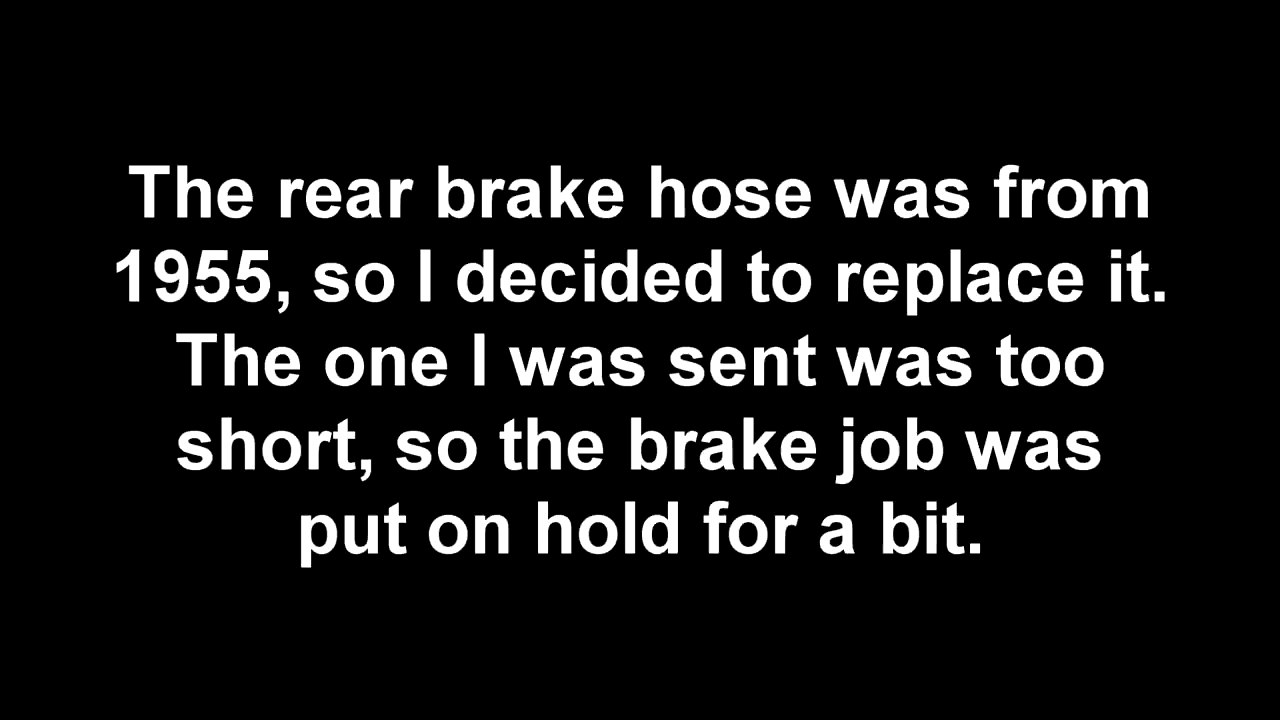 The rear brake hose was from
1955, so I decided to replace it.
The one I was sent was too
short, so the brake job was
put on hold for a bit.